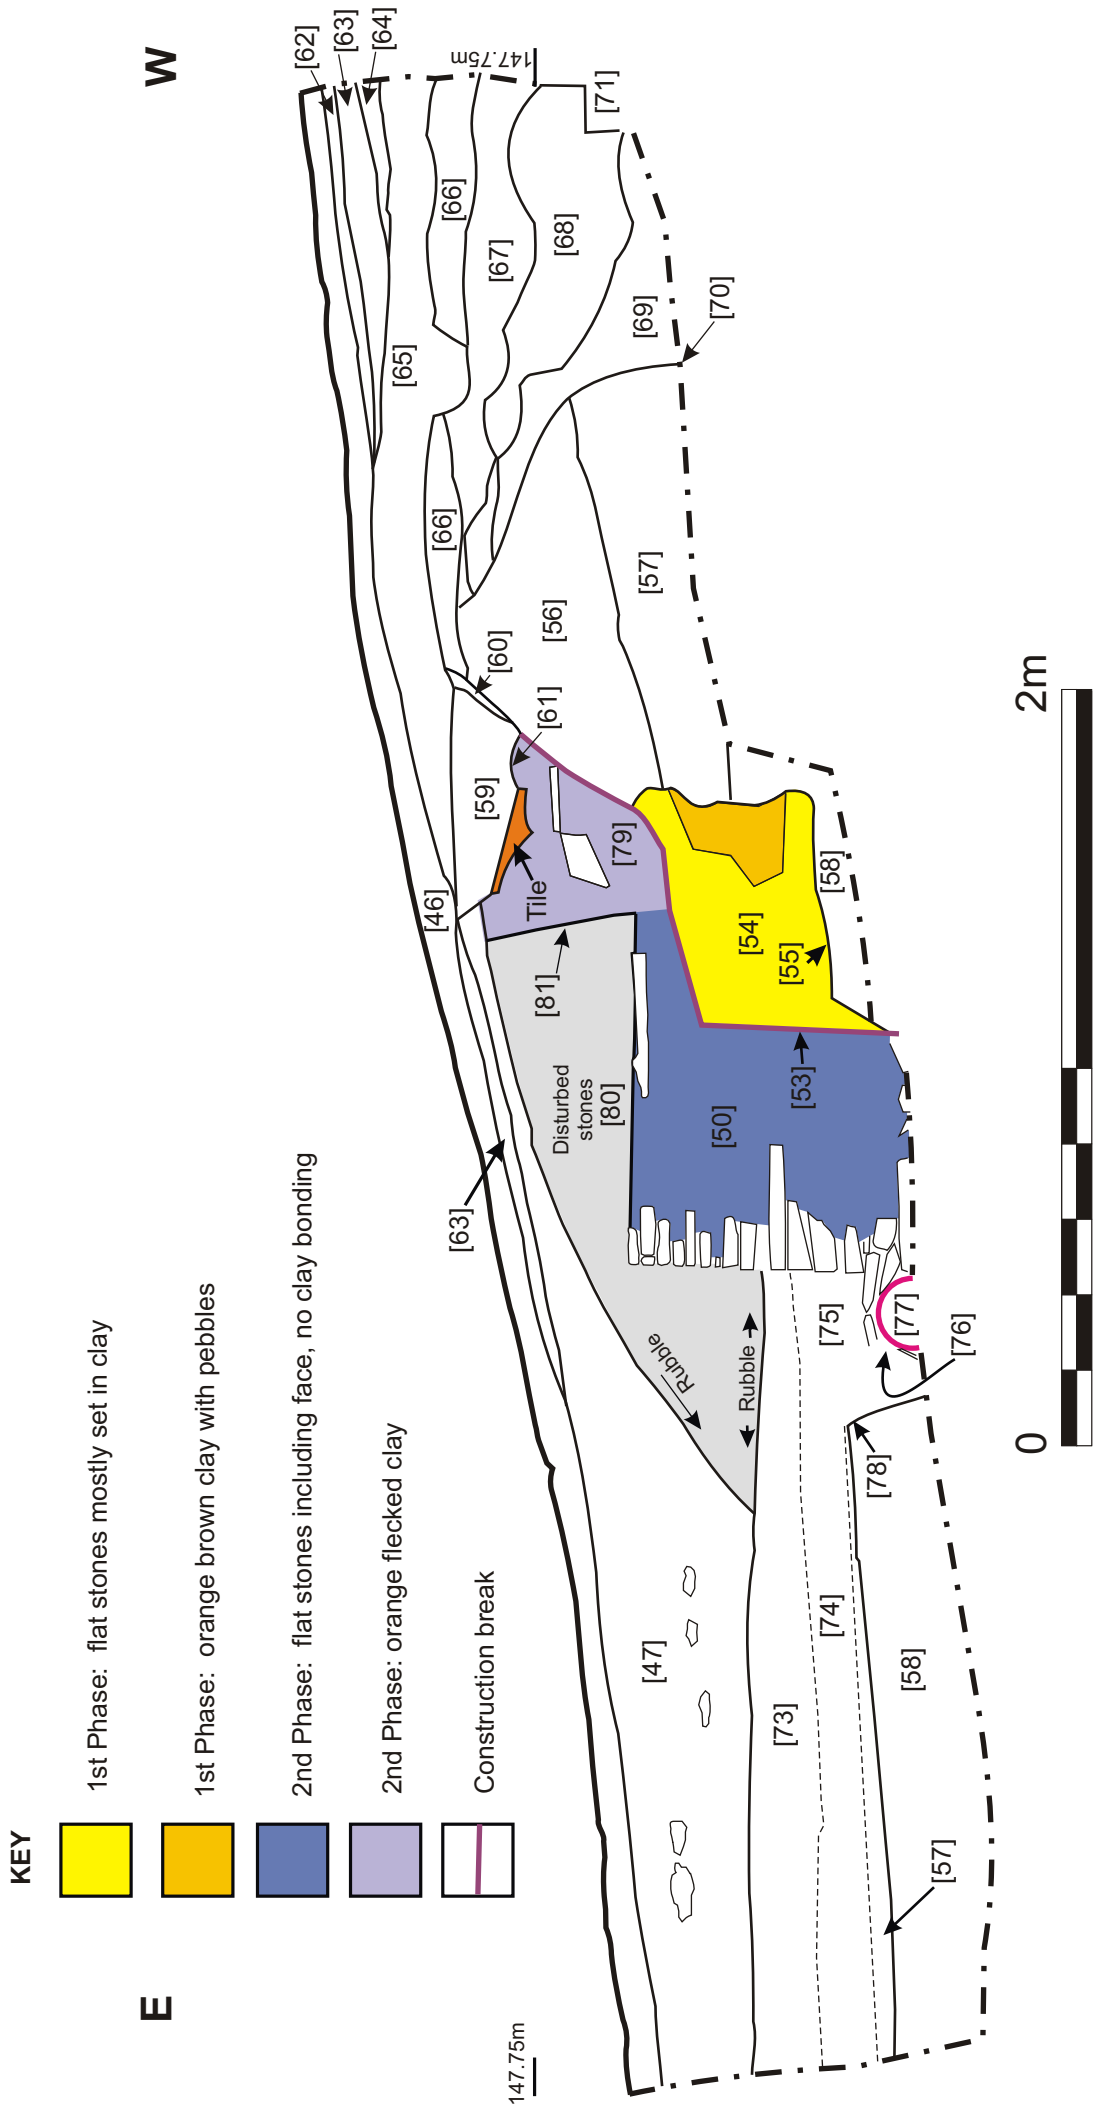 KEY
1st Phase: flat stones mostly set in clay
1st Phase: orange brown clay with pebbles
2nd Phase: flat stones including face, no clay bonding
2nd Phase: orange flecked clay
Construction break
E
W
147.75m
147.75m
[62]
[63]
[64]
[65]
[66]
[66]
[67]
[68]
[69]
[70]
[71]
[46]
[59]
[60]
[61]
[56]
[57]
Tile
[79]
[81]
[54]
[55]
[58]
[53]
[50]
Disturbed
stones
[80]
[63]
Rubble
Rubble
[75]
[77]
[76]
[78]
[47]
[73]
[74]
[58]
[57]
0
2m